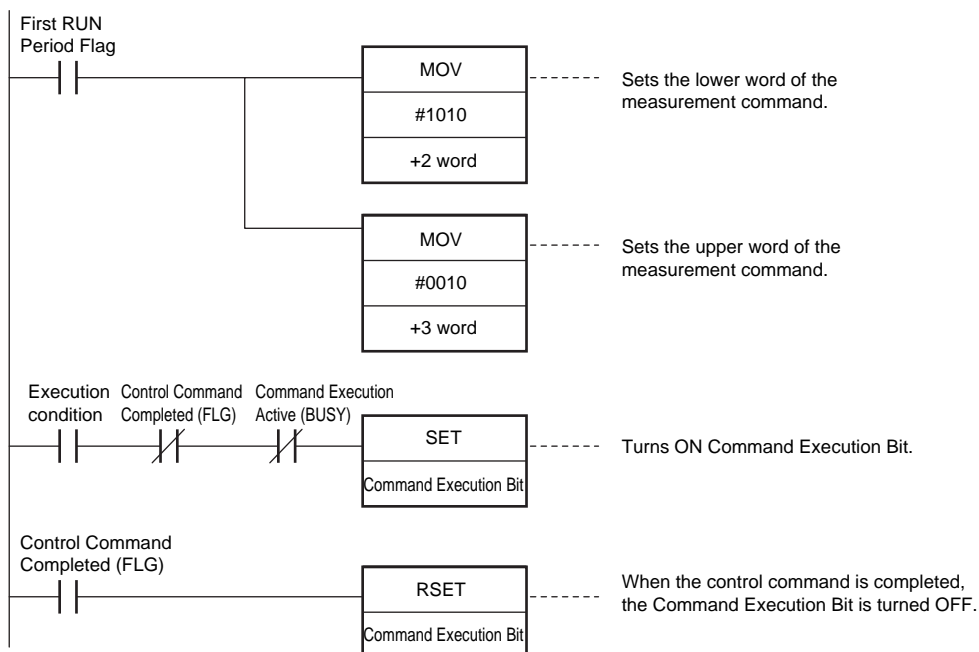 First RUN
Period Flag
MOV
#1010
+2 word
Sets the lower word of the
measurement command.
MOV
#0010
+3 word
Sets the upper word of the
measurement command.
Execution
condition
Control Command
Completed (FLG)
Command Execution
Active (BUSY)
SET
Command Execution Bit
Turns ON Command Execution Bit.
Control Command
Completed (FLG)
RSET
Command Execution Bit
When the control command is completed,
the Command Execution Bit is turned OFF.